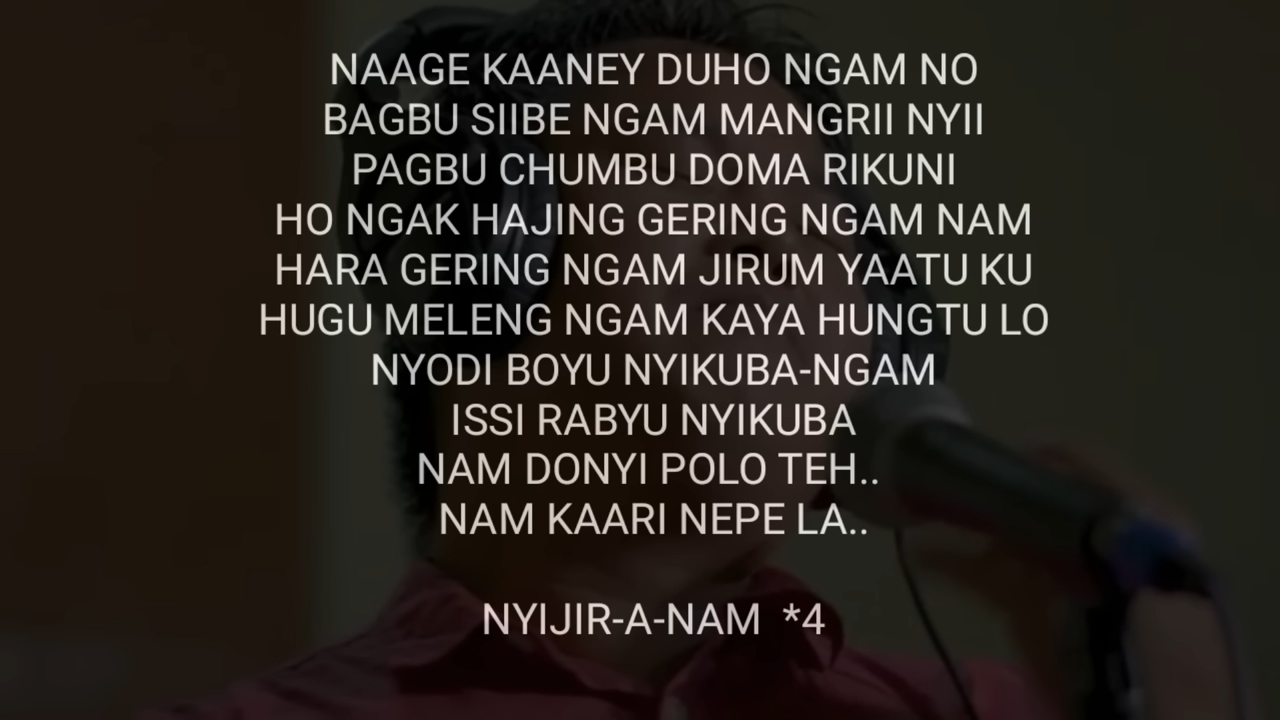 NAAGE KAANEY DUHO NGAM NO
BAGBU SIIBE NGAM MANGRII NYII
PAGBU CHUMBU DOMA RIKUNI
HO NGAK HAJING GERING NGAM NAM
HARA GERING NGAM JIRUM YAATU KU
HUGU MELENG NGAM KAYA HUNGTU LO
NYODI BOYU NYIKUBA-NGAM
ISSI RABYU NYIKUBA
NAM DONYI POLO TEH..
NAM KAARI NEPE LA..
NYIJIR-A-NAM *4